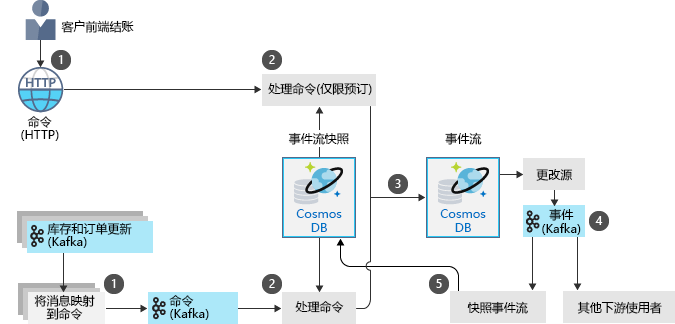 客户前端结账
1
HTTP
命令
(HTTP)
2
处理命令(仅限预订)
事件流快照
Cosmos
DB
3
事件流
Cosmos
DB
更改源
事件
(Kafka)
4
库存和订单更新
(Kafka)
将消息映射
到命令
1
命令
(Kafka)
2
处理命令
5
快照事件流
其他下游使用者